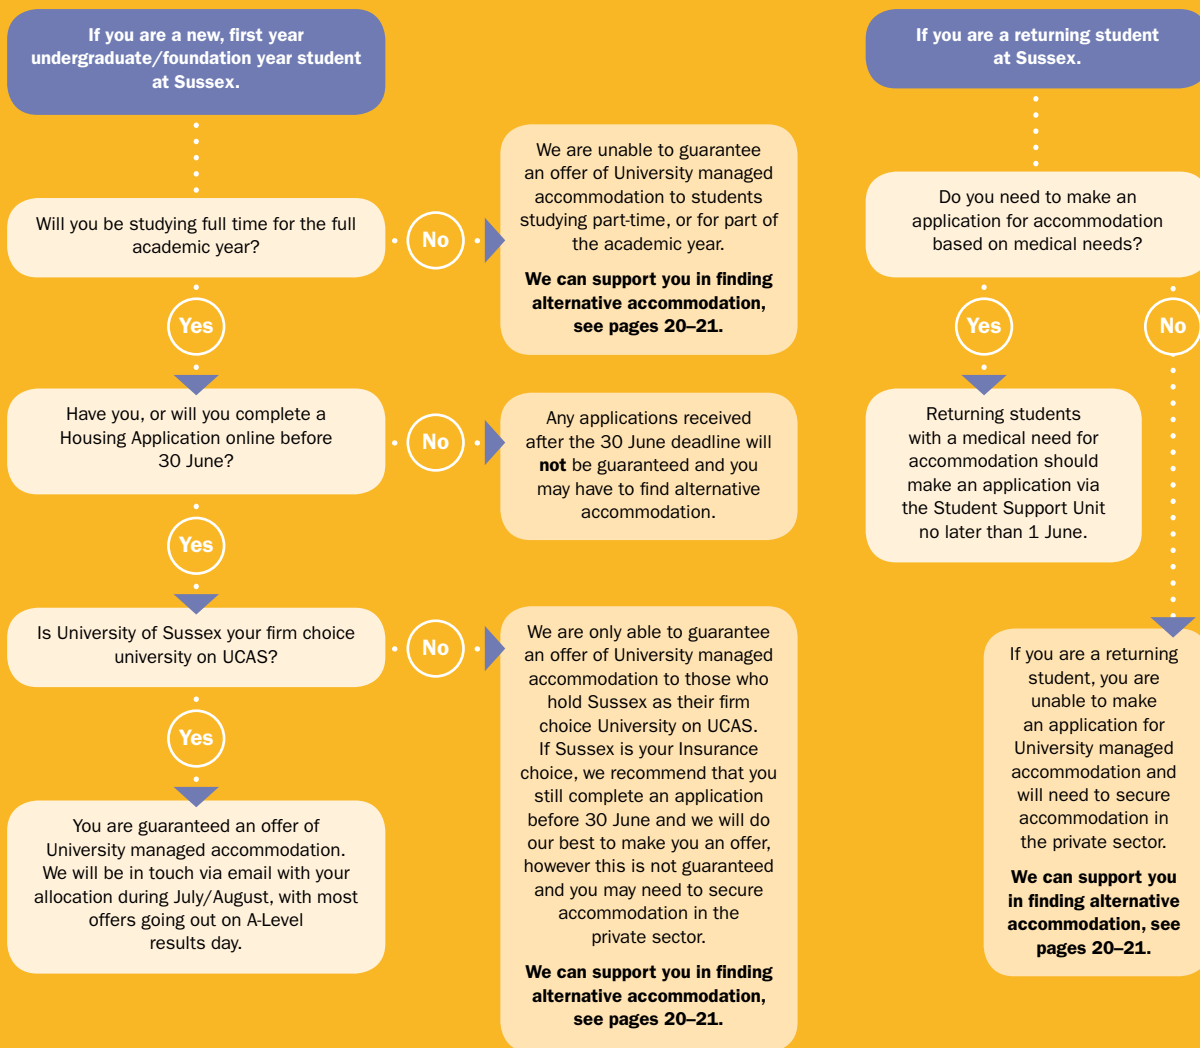 If you are a new, first year
undergraduate/foundation year student
at Sussex.
Will you be studying full time for the full
academic year?
No
We are unable to guarantee
an offer of University managed
accommodation to students
studying part-time, or for part of
the academic year.
We can support you in finding
alternative accommodation,
see pages 20–21.
Yes
Have you, or will you complete a
Housing Application online before
30 June?
No
Any applications received
after the 30 June deadline will
not be guaranteed and you
may have to find alternative
accommodation.
Yes
Is University of Sussex your firm choice
university on UCAS?
No
We are only able to guarantee
an offer of University managed
accommodation to those who
hold Sussex as their firm
choice University on UCAS.
If Sussex is your Insurance
choice, we recommend that you
still complete an application
before 30 June and we will do
our best to make you an offer,
however this is not guaranteed
and you may need to secure
accommodation in the
private sector.
We can support you in finding
alternative accommodation,
see pages 20–21.
Yes
You are guaranteed an offer of
University managed accommodation.
We will be in touch via email with your
allocation during July/August, with most
offers going out on A-Level
results day.
If you are a returning student
at Sussex.
Do you need to make an
application for accommodation
based on medical needs?
Yes
Returning students
with a medical need for
accommodation should
make an application via
the Student Support Unit
no later than 1 June.
No
If you are a returning
student, you are
unable to make
an application for
University managed
accommodation and
will need to secure
accommodation in
the private sector.
We can support you
in finding alternative
accommodation, see
pages 20–21.